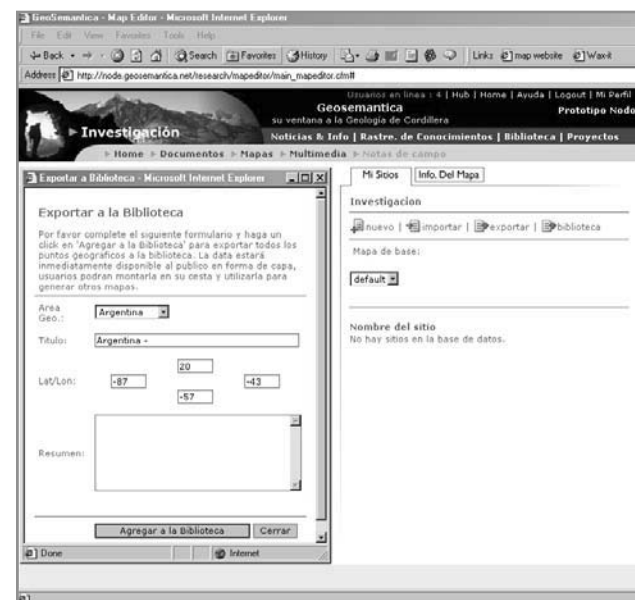 GeoSemantica - Map Editor - Microsoft Internet Explorer
File Edit View Favorites Tools Help
Back Search Favorites History Links map website Wax-it
Address http://node.geosemantica.net/research/mapeditor/main_mapeditor.cfm#
Usuarios en linea : 4 | Hub | Home | Ayuda | Logout | Mi Perfil
Geosemantica
Prototipo Nodo
su ventana a la Geología de Cordillera
Investigación
Noticias & Info | Rastre. de Conocimientos | Biblioteca | Proyectos
Home Documentos Mapas Multimedia Notas de campo
Exportar a Biblioteca - Microsoft Internet Explorer
Exportar a la Biblioteca
Por favor complete el siguiente formulario y haga un
click en 'Agregar a la Biblioteca' para exportar todos los
puntos geograficos a la biblioteca. La data estará
inmediatamente disponible al publico en forma de capa,
usuarios podran montarla en su cesta y utilizarla para
generar otros mapas.
Area
Geo.:
Argentina
Titulo:
Argentina -
20
Lat/Lon:
-87
-43
-57
Resumen:
Agregar a la Biblioteca
Cerrar
Done
Internet
Mi Sitios
Info. Del Mapa
Investigacion
nuevo | importar | exportar | biblioteca
Mapa de base:
default
Nombre del sitio
No hay sitios en la base de datos.